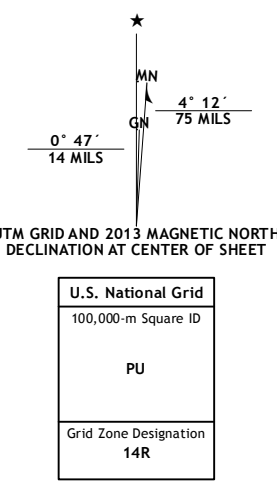 ★
MN
GN
4° 12´
75 MILS
0° 47´
14 MILS
UTM GRID AND 2013 MAGNETIC NORTH
DECLINATION AT CENTER OF SHEET
U.S. National Grid
100,000-m Square ID
PU
Grid Zone Designation
14R